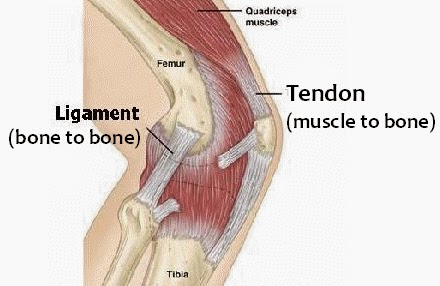 Quadriceps
muscle
Femur
Tendon
(muscle to bone)
Ligament
(bone to bone)
Tibia